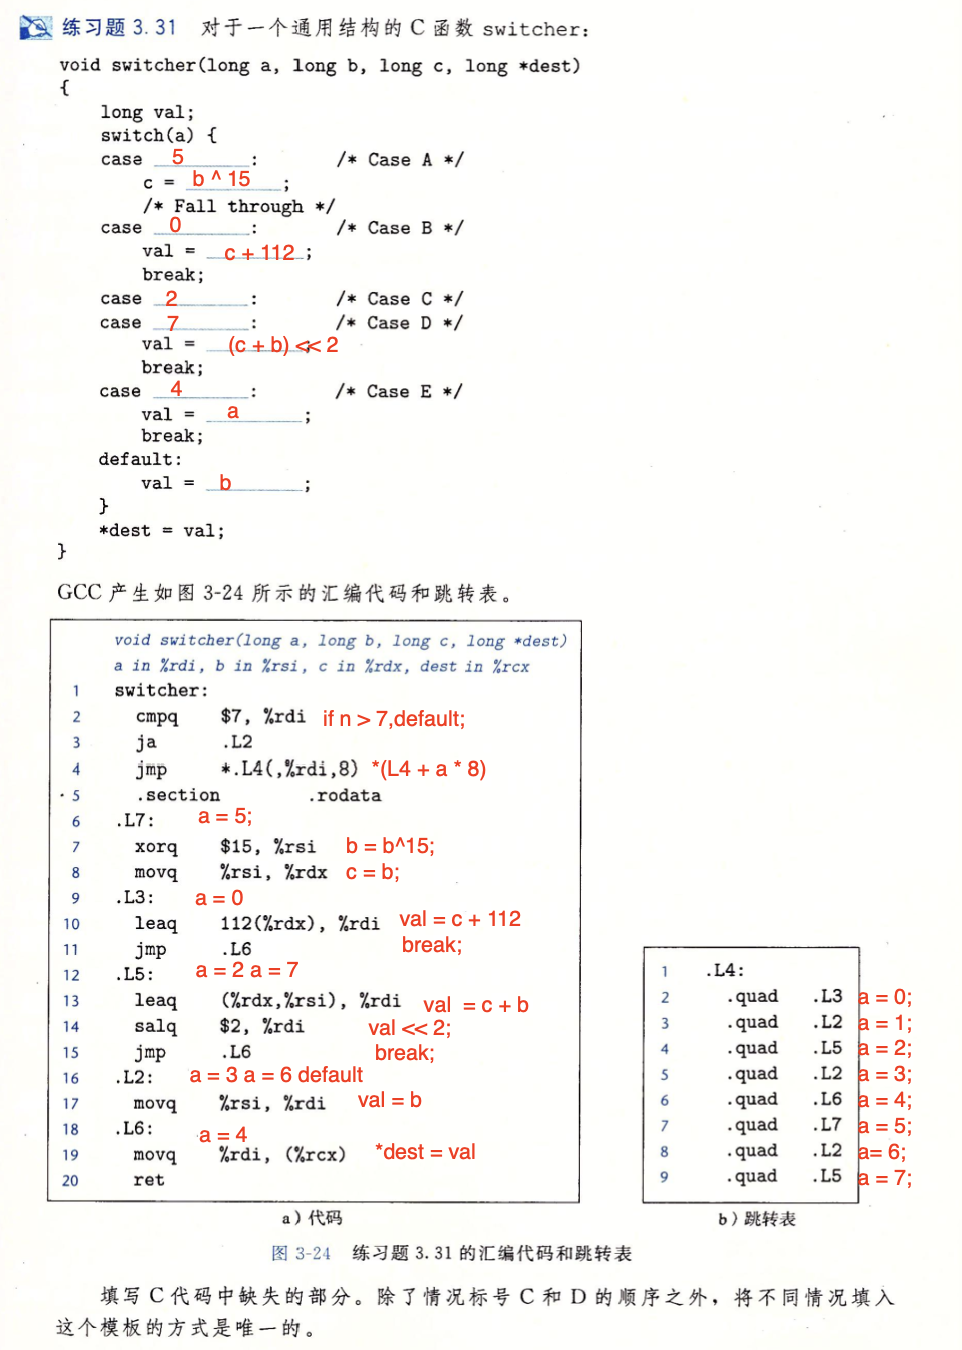 练习题 3.31 对于一个通用结构的 C 函数 switcher:
void switcher(long a, long b, long c, long *dest)
{
long val;
switch(a) {
case 5 : /* Case A */
c = b ^ 15 ;
/* Fall through */
case 0 : /* Case B */
val = c + 112 ;
break;
case 2 : /* Case C */
case 7 : /* Case D */
val = (c + b) << 2 ;
break;
case 4 : /* Case E */
val = a ;
break;
default:
val = b ;
}
*dest = val;
}
GCC 产生如图 3-24 所示的汇编代码和跳转表。
void switcher(long a, long b, long c, long *dest)
a in %rdi, b in %rsi, c in %rdx, dest in %rcx
1 switcher:
2 cmpq $7, %rdi if n > 7,default;
3 ja .L2
4 jmp *.L4(,%rdi,8) *(L4 + a * 8)
5 .section .rodata
6 .L7: a = 5;
7 xorq $15, %rsi b = b^15;
8 movq %rsi, %rdx c = b;
9 .L3: a = 0
10 leaq 112(%rdx), %rdi val = c + 112
11 jmp .L6 break;
12 .L5: a = 2 a = 7
13 leaq (%rdx,%rsi), %rdi val = c + b
14 salq $2, %rdi val << 2;
15 jmp .L6 break;
16 .L2: a = 3 a = 6 default
17 movq %rsi, %rdi val = b
18 .L6: a = 4
19 movq %rdi, (%rcx) *dest = val
20 ret
a) 代码
1 .L4:
2 .quad .L3 a = 0;
3 .quad .L2 a = 1;
4 .quad .L5 a = 2;
5 .quad .L2 a = 3;
6 .quad .L6 a = 4;
7 .quad .L7 a = 5;
8 .quad .L2 a= 6;
9 .quad .L5 a = 7;
b) 跳转表
图 3-24 练习题 3.31 的汇编代码和跳转表
填写 C 代码中缺失的部分。除了情况标号 C 和 D 的顺序之外，将不同情况填入
这个模板的方式是唯一的。